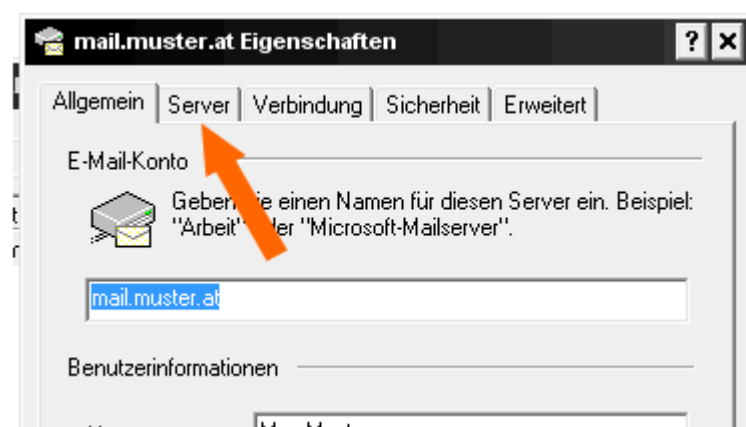 mail.muster.at Eigenschaften
Allgemein Server Verbindung Sicherheit Erweitert
E-Mail-Konto
Geben einen Namen für diesen Server ein. Beispiel:
"Arbeit" "Microsoft-Mailserver".
mail.muster.at
Benutzerinformationen